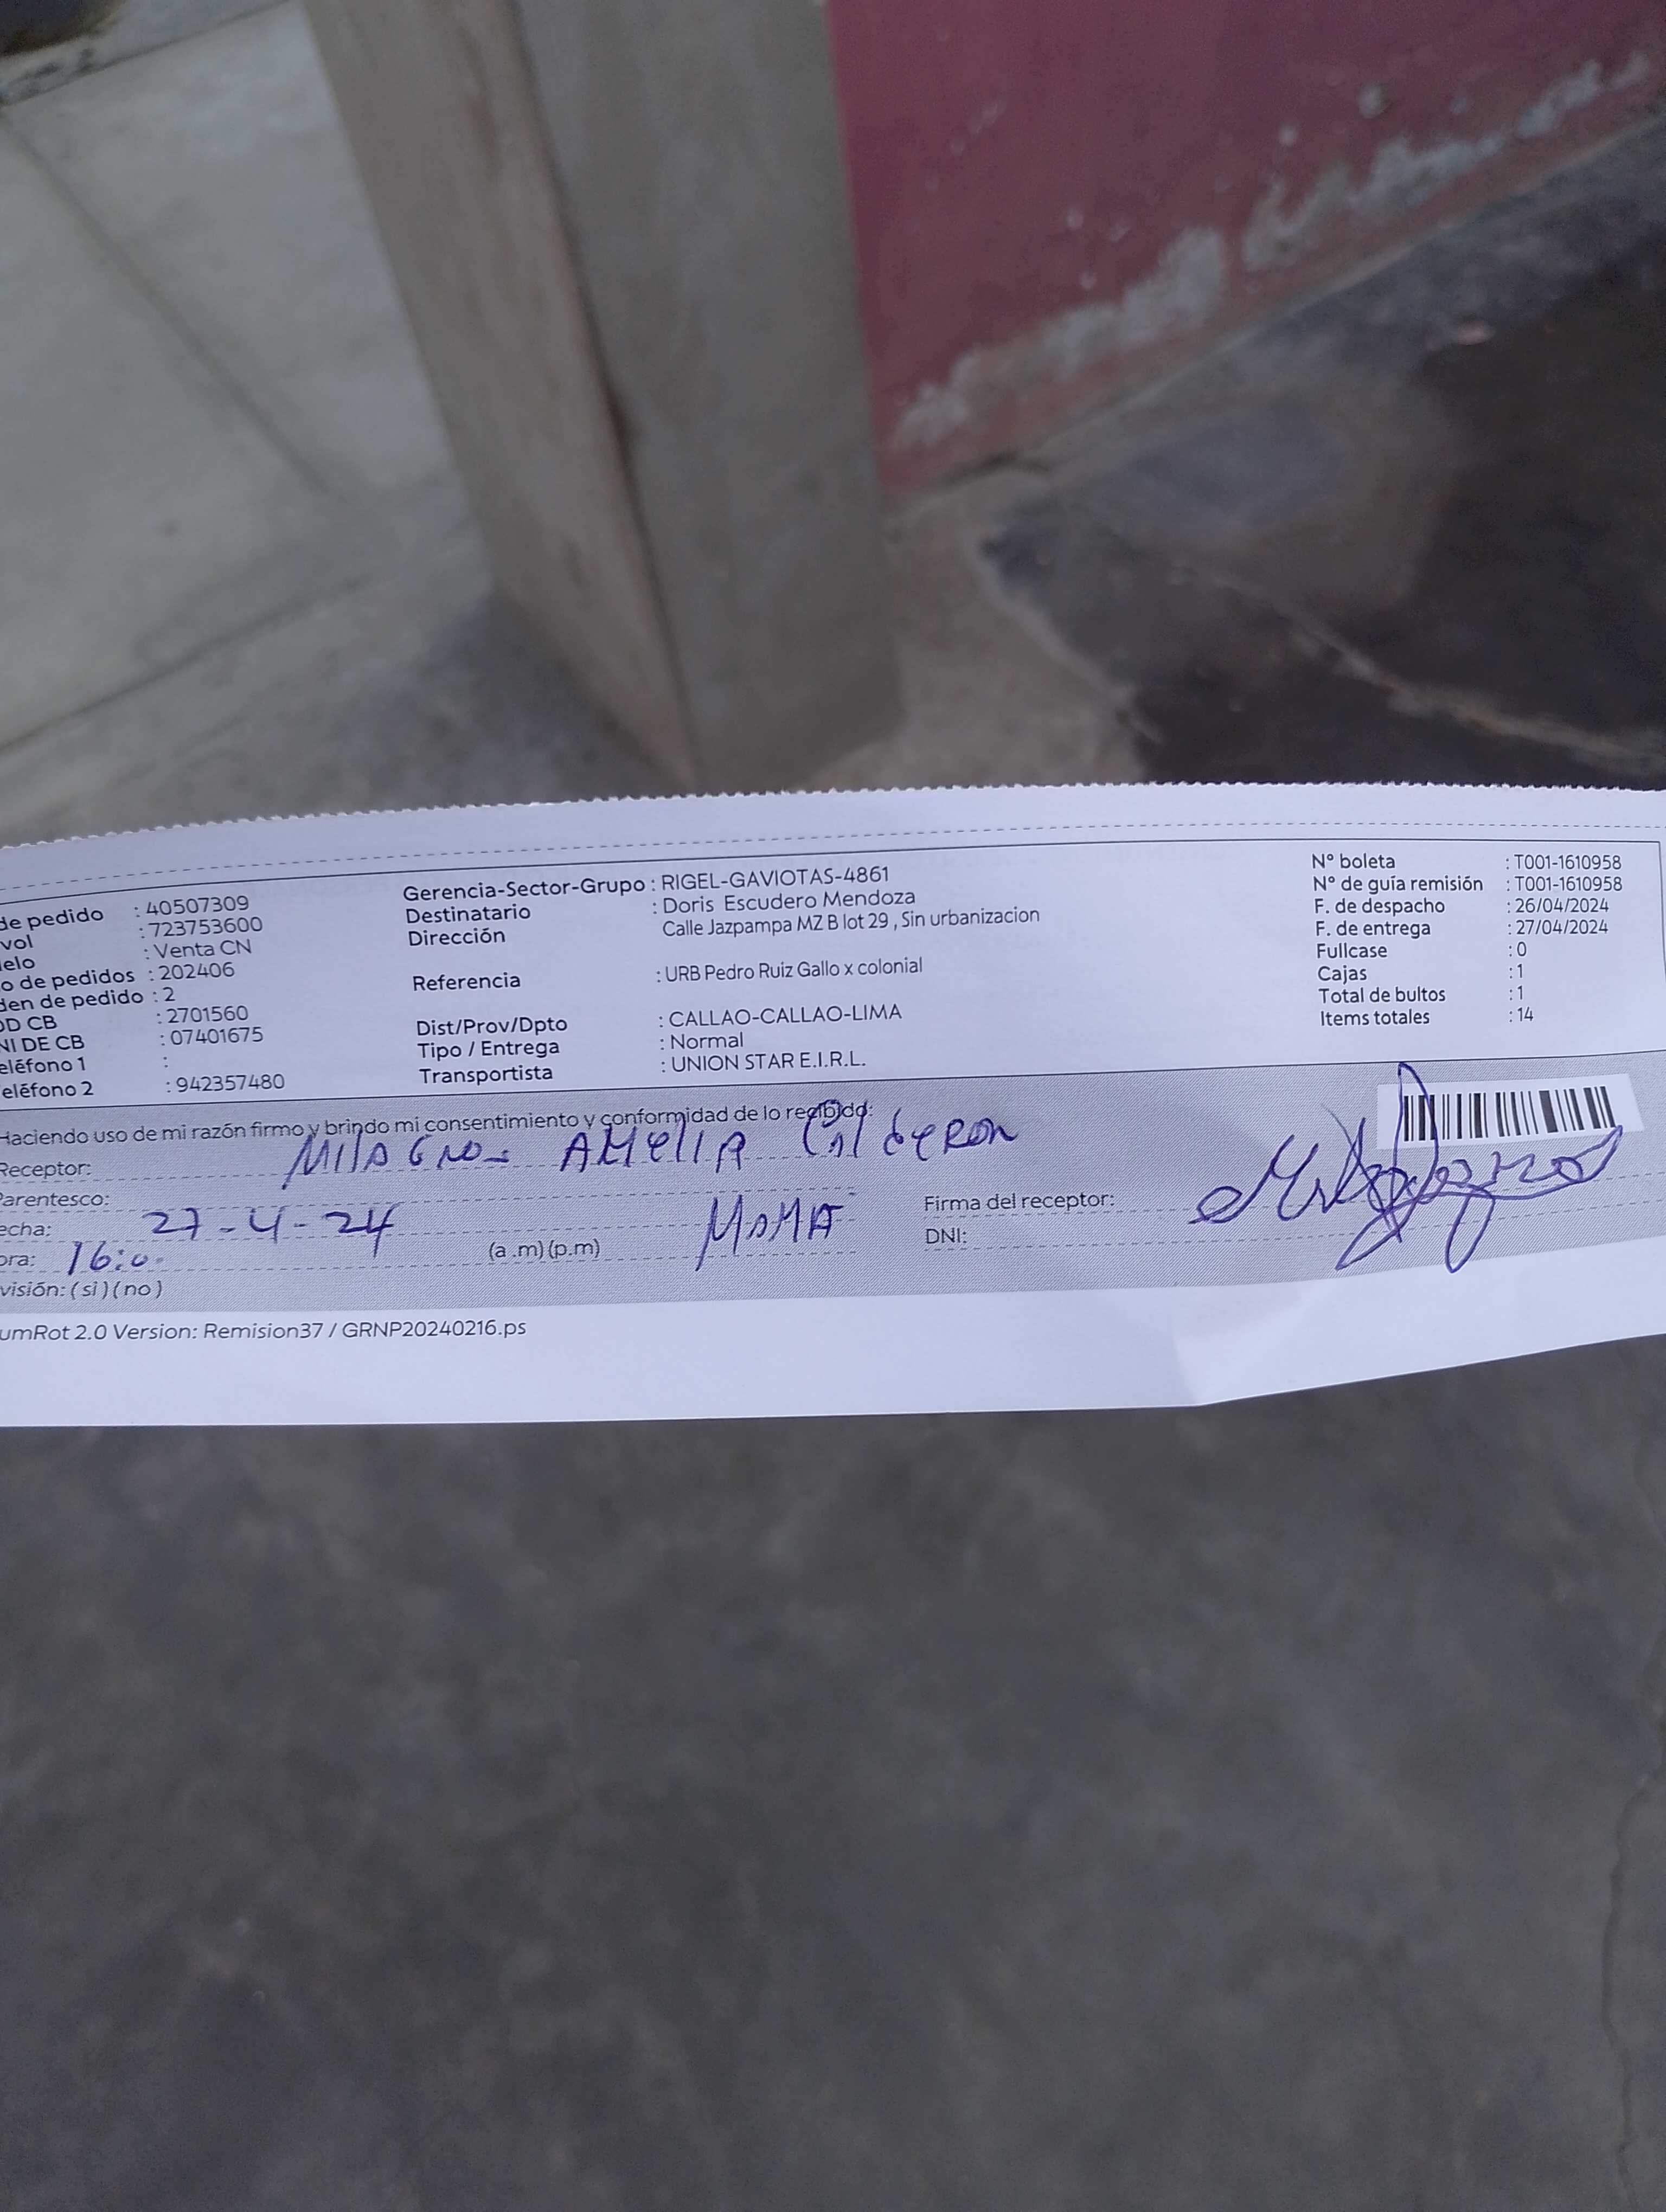 de pedido : 40507309
vol : 723753600
elo : Venta CN
o de pedidos : 202406
den de pedido : 2
OD CB : 2701560
NI DE CB : 07401675
eléfono 1 :
eléfono 2 : 942357480
Gerencia-Sector-Grupo : RIGEL-GAVIOTAS-4861
Destinatario : Doris Escudero Mendoza
Dirección Calle Jazpampa MZ B lot 29 , Sin urbanizacion
Referencia : URB Pedro Ruiz Gallo x colonial
Dist/Prov/Dpto : CALLAO-CALLAO-LIMA
Tipo / Entrega : Normal
Transportista : UNION STAR E.I.R.L.
N° boleta : T001-1610958
N° de guía remisión : T001-1610958
F. de despacho : 26/04/2024
F. de entrega : 27/04/2024
Fullcase : 0
Cajas : 1
Total de bultos : 1
Items totales : 14
Haciendo uso de mi razón firmo y brindo mi consentimiento y conformidad de lo recibido:
Receptor: MILAGROS AMELIA CALDERON
Parentesco: MAMA
echa: 27-4-24
ora: 16:0 (a .m) (p.m)
visión: ( si ) ( no )
Firma del receptor:
DNI:
umRot 2.0 Version: Remision37 / GRNP20240216.ps